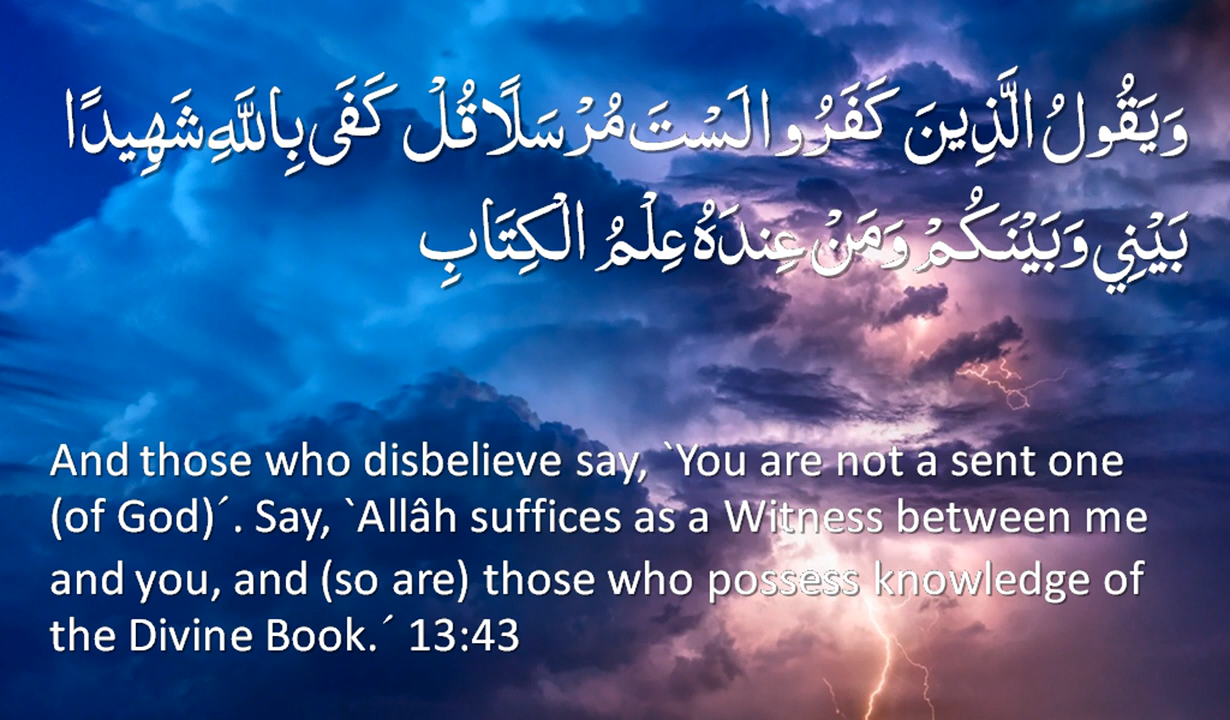 وَيَقُولُ الَّذِينَ كَفَرُوا لَسْتَ مُرْسَلًا قُلْ كَفَى بِاللَّهِ شَهِيدًا
بَيْنِي وَبَيْنَكُمْ وَمَنْ عِندَهُ عِلْمُ الْكِتَابِ
And those who disbelieve say, `You are not a sent one
(of God)´. Say, `Allâh suffices as a Witness between me
and you, and (so are) those who possess knowledge of
the Divine Book.´ 13:43